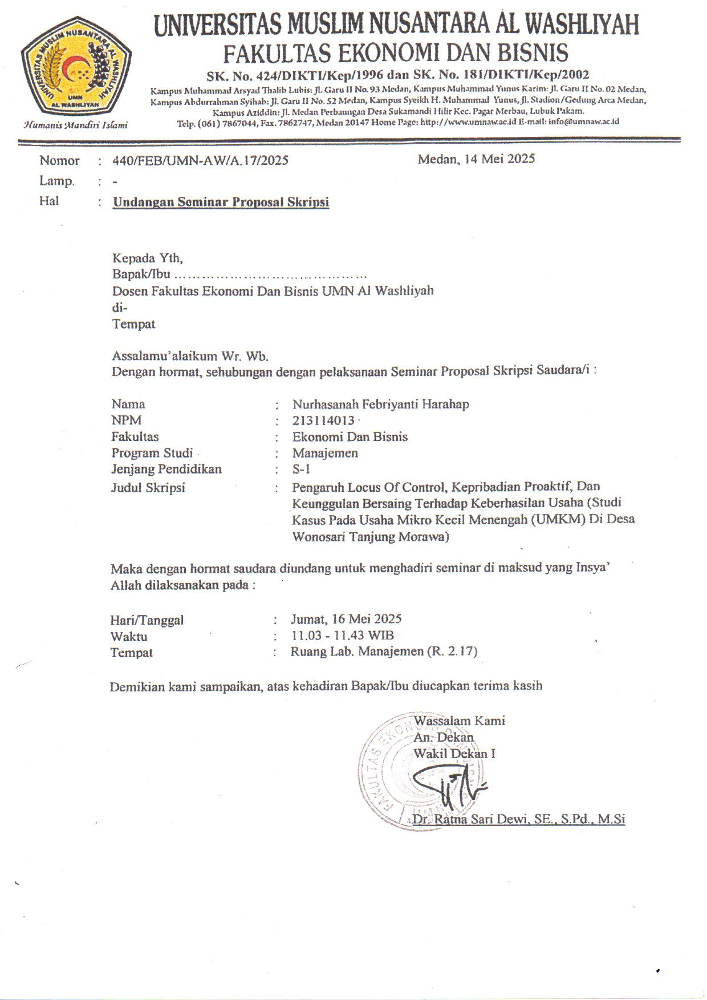 UNIVERSITAS MUSLIM NUSANTARA AL WASHLIYAH
UMN
AL WASHLIYAH
Humanis Mandiri Islami
UNIVERSITAS MUSLIM NUSANTARA AL WASHLIYAH
FAKULTAS EKONOMI DAN BISNIS
SK. No. 424/DIKTI/Kep/1996 dan SK. No. 181/DIKTI/Kep/2002
Kampus Muhammad Arsyad Thalib Lubis: Jl. Garu II No. 93 Medan, Kampus Muhammad Yunus Karim: Jl. Garu II No. 02 Medan,
Kampus Abdurrahman Syihab: Jl. Garu II No. 52 Medan, Kampus Syeikh H. Muhammad Yunus, Jl. Stadion/Gedung Arca Medan,
Kampus Aziddin: Jl. Medan Perbaungan Desa Sukamandi Hilir Kec. Pagar Merbau, Lubuk Pakam.
Telp. (061) 7867044, Fax. 7862747, Medan 20147 Home Page: http://www.umnaw.ac.id E-mail: info@umnaw.ac.id
Nomor : 440/FEB/UMN-AW/A.17/2025 Medan, 14 Mei 2025
Lamp. : -
Hal : Undangan Seminar Proposal Skripsi
Kepada Yth,
Bapak/Ibu ............................................
Dosen Fakultas Ekonomi Dan Bisnis UMN Al Washliyah
di-
Tempat
Assalamu'alaikum Wr. Wb.
Dengan hormat, sehubungan dengan pelaksanaan Seminar Proposal Skripsi Saudara/i :
Nama : Nurhasanah Febriyanti Harahap
NPM : 213114013
Fakultas : Ekonomi Dan Bisnis
Program Studi : Manajemen
Jenjang Pendidikan : S-1
Judul Skripsi : Pengaruh Locus Of Control, Kepribadian Proaktif, Dan
Keunggulan Bersaing Terhadap Keberhasilan Usaha (Studi
Kasus Pada Usaha Mikro Kecil Menengah (UMKM) Di Desa
Wonosari Tanjung Morawa)
Maka dengan hormat saudara diundang untuk menghadiri seminar di maksud yang Insya'
Allah dilaksanakan pada :
Hari/Tanggal : Jumat, 16 Mei 2025
Waktu : 11.03 - 11.43 WIB
Tempat : Ruang Lab. Manajemen (R. 2.17)
Demikian kami sampaikan, atas kehadiran Bapak/Ibu diucapkan terima kasih
Wassalam Kami
An. Dekan
Wakil Dekan I
FAKULTAS EKONOMI
UMN
Dr. Ratna Sari Dewi, SE., S.Pd., M.Si